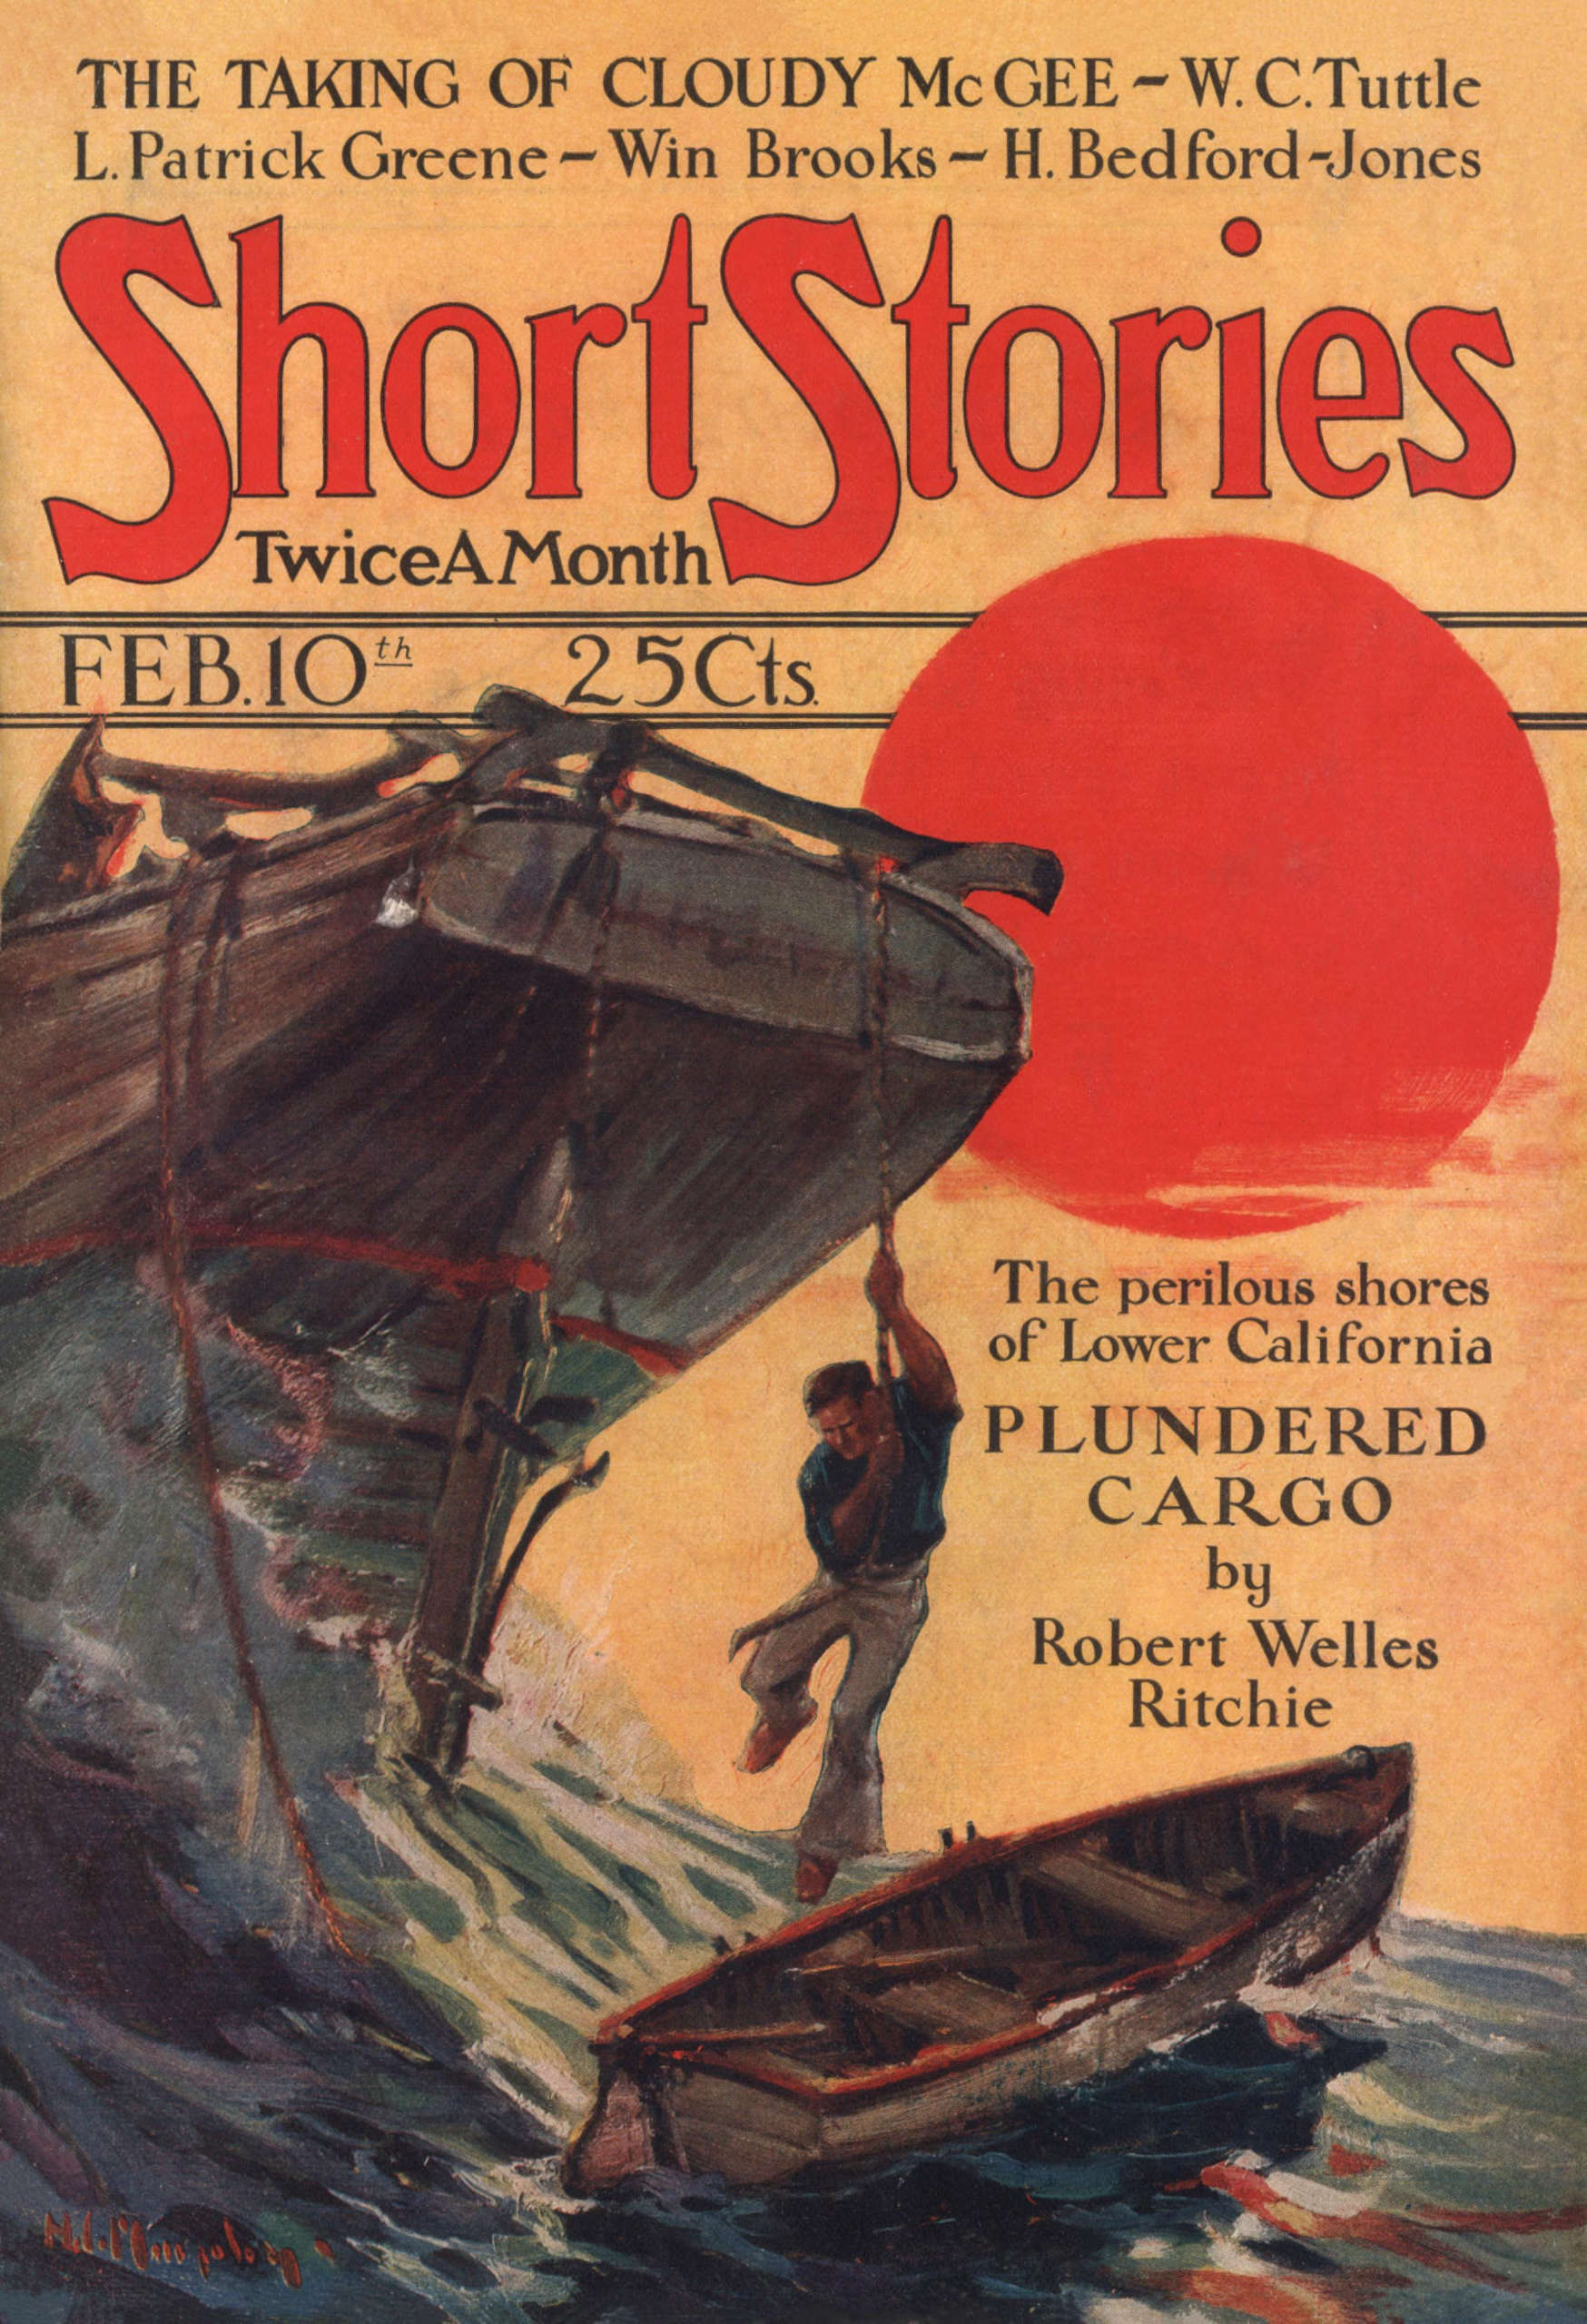 THE TAKING OF CLOUDY McGEE - W.C.Tuttle
L. Patrick Greene - Win Brooks - H. Bedford-Jones
Short Stories
Twice A Month
FEB. 10th 25Cts.
The perilous shores
of Lower California
PLUNDERED
CARGO
by
Robert Welles
Ritchie